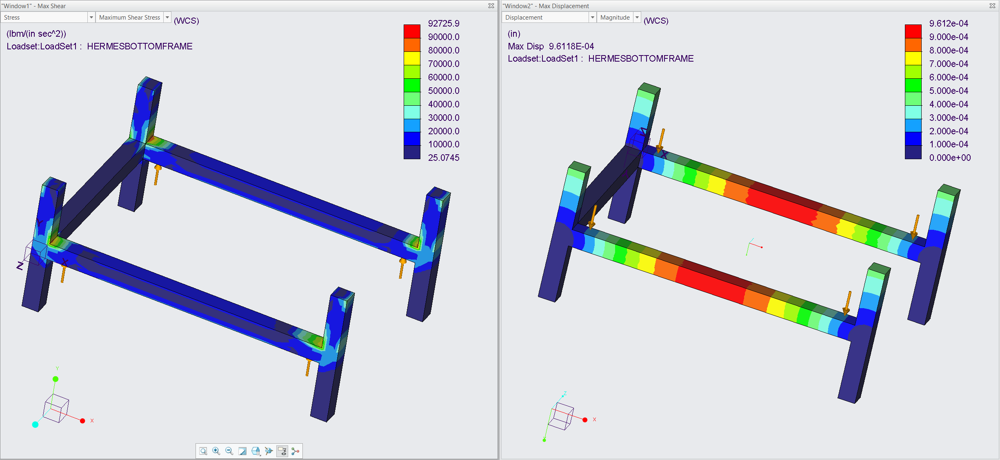 "Window1" - Max Shear
Stress
Maximum Shear Stress
(WCS)
(lbm/(in sec^2))
Loadset:LoadSet1 : HERMESBOTTOMFRAME
92725.9
90000.0
80000.0
70000.0
60000.0
50000.0
40000.0
30000.0
20000.0
10000.0
25.0745
Y
X
Z
Y
X
"Window2" - Max Displacement
Displacement
Magnitude
(WCS)
(in)
Max Disp 9.6118E-04
Loadset:LoadSet1 : HERMESBOTTOMFRAME
9.612e-04
9.000e-04
8.000e-04
7.000e-04
6.000e-04
5.000e-04
4.000e-04
3.000e-04
2.000e-04
1.000e-04
0.000e+00
Z
X
Y
Z
X